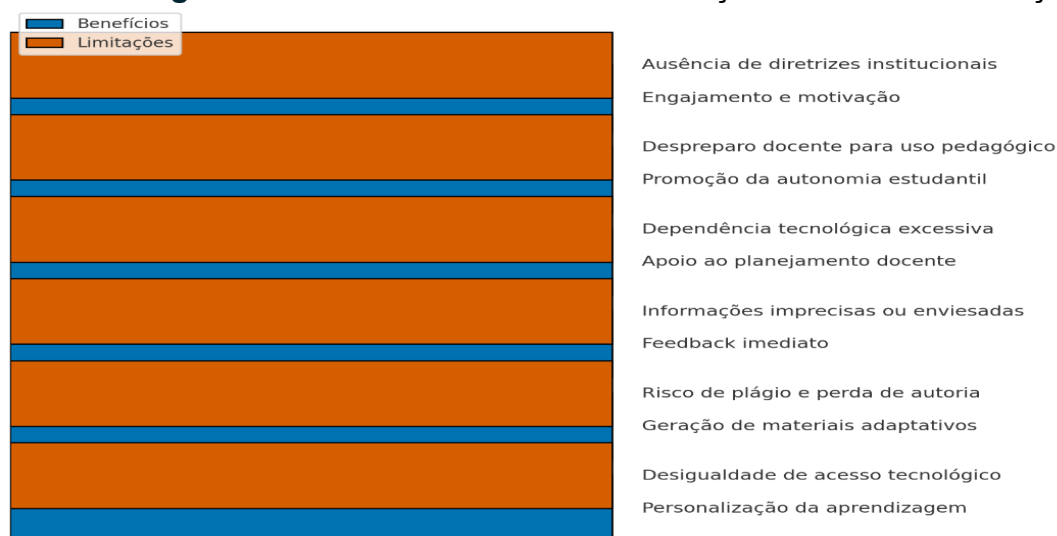 Benefícios
Limitações
Ausência de diretrizes institucionais
Engajamento e motivação
Despreparo docente para uso pedagógico
Promoção da autonomia estudantil
Dependência tecnológica excessiva
Apoio ao planejamento docente
Informações imprecisas ou enviesadas
Feedback imediato
Risco de plágio e perda de autoria
Geração de materiais adaptativos
Desigualdade de acesso tecnológico
Personalização da aprendizagem